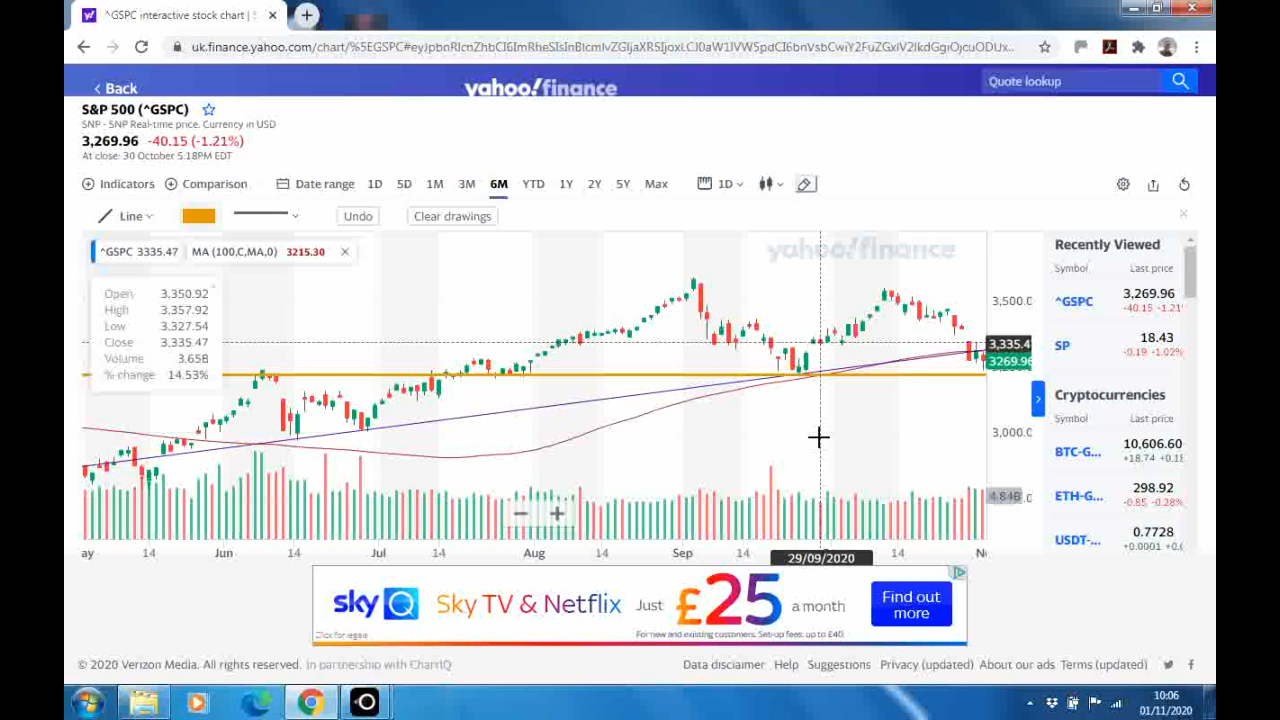 ^GSPC interactive stock chart |
uk.finance.yahoo.com/chart/%5EGSPC#
Back
yahoo!finance
Quote lookup
S&P 500 (^GSPC)
SNP - SNP Real-time price. Currency in USD
3,269.96 -40.15 (-1.21%)
At close: 30 October 5.18PM EDT
Indicators Comparison Date range 1D 5D 1M 3M 6M YTD 1Y 2Y 5Y Max 1D
Line Undo Clear drawings
^GSPC 3335.47 MA (100,C,MA,0) 3215.30
yahoo!finance
Open 3,350.92
High 3,357.92
Low 3,327.54
Close 3,335.47
Volume 3.65B
% change 14.53%
3,500.0
3,335.4
3269.96
3,000.0
4.84B
ay 14 Jun 14 Jul 14 Aug 14 Sep 14 14
29/09/2020
Recently Viewed
Symbol Last price
^GSPC 3,269.96
-40.15 -1.21
SP 18.43
-0.19 -1.02%
Cryptocurrencies
Symbol Last price
BTC-G... 10,606.60
+18.74
ETH-G... 298.92
-0.85 -0.28%
USDT-... 0.7728
+0.0001
sky Q Sky TV & Netflix Just £25 a month Find out more
For new and existing customers. Set-up fees. up to £40
© 2020 Verizon Media. All rights reserved. In partnership with ChartIQ
Data disclaimer Help Suggestions Privacy (updated) About our ads Terms (updated)
10:06
01/11/2020